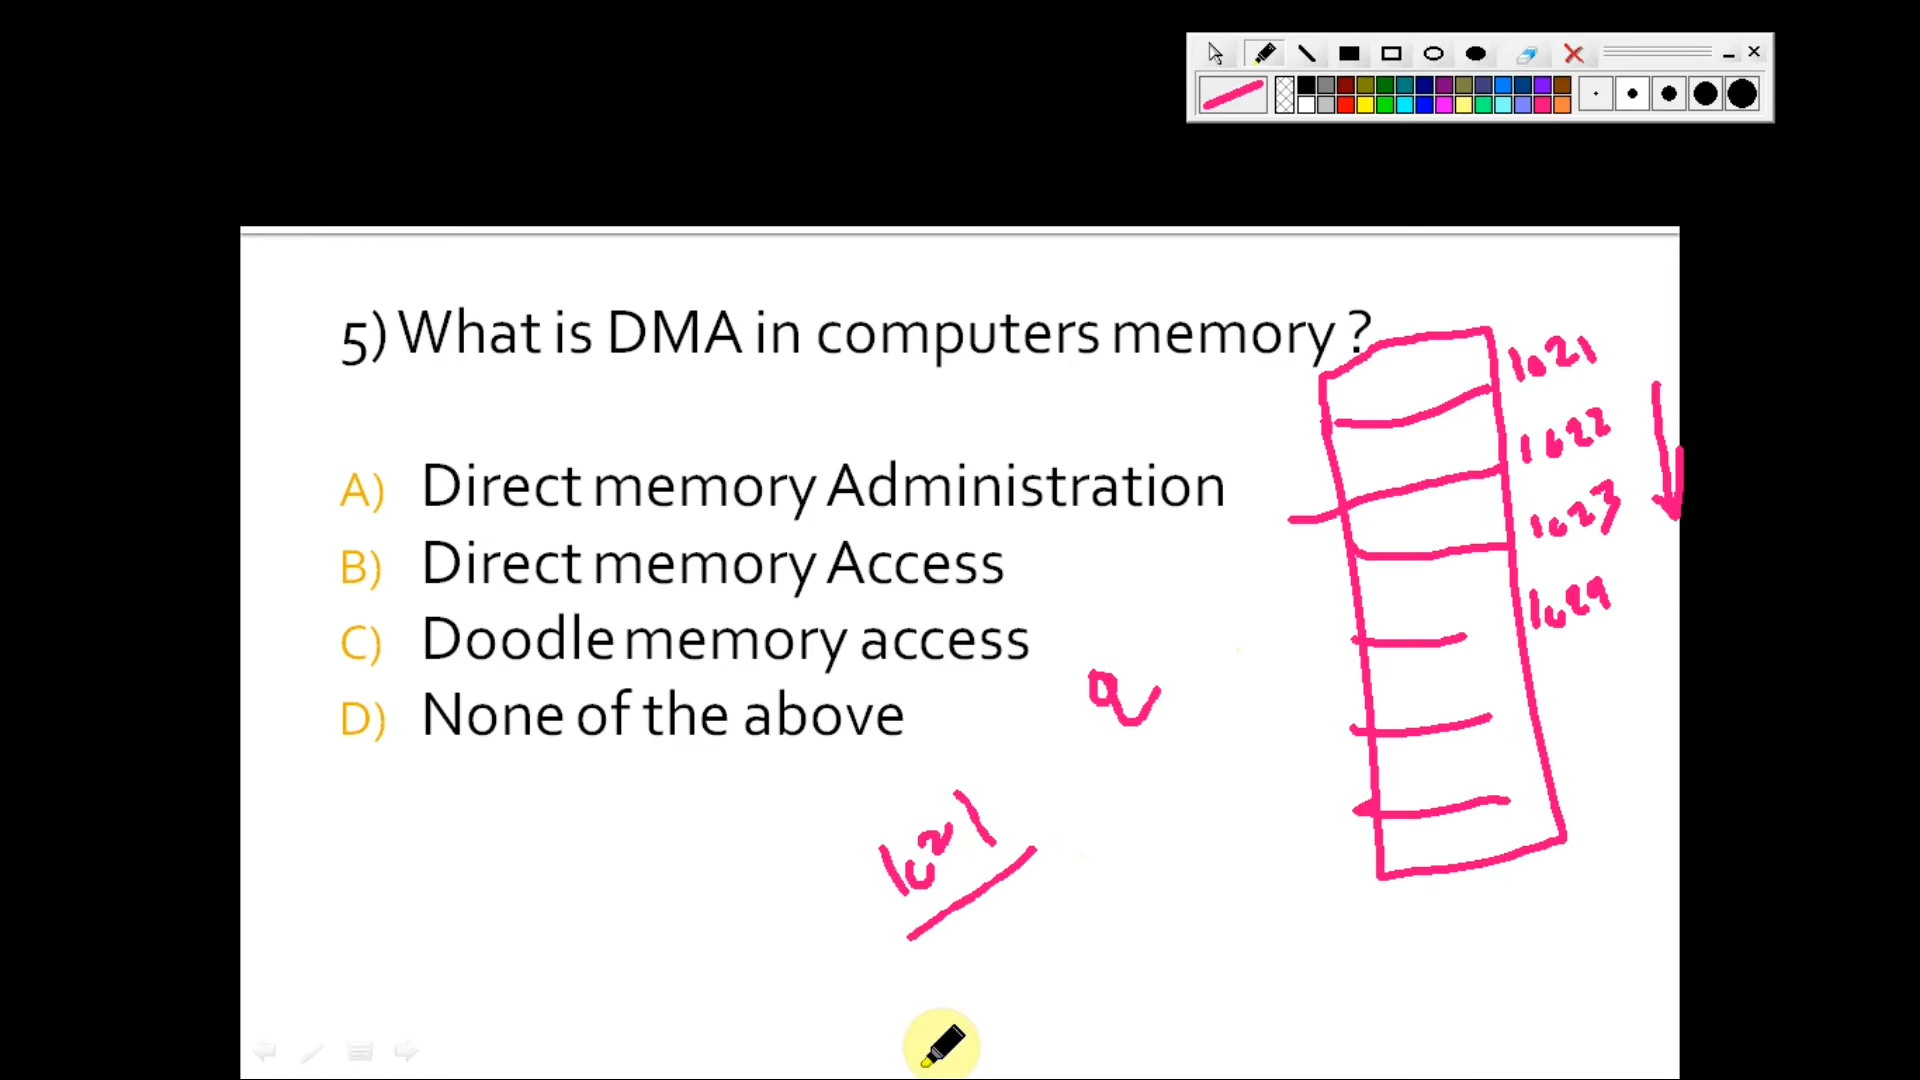 5) What is DMA in computers memory ?
1021
1022
A) Direct memory Administration
1023
B) Direct memory Access
1024
C) Doodle memory access
a
D) None of the above
1021